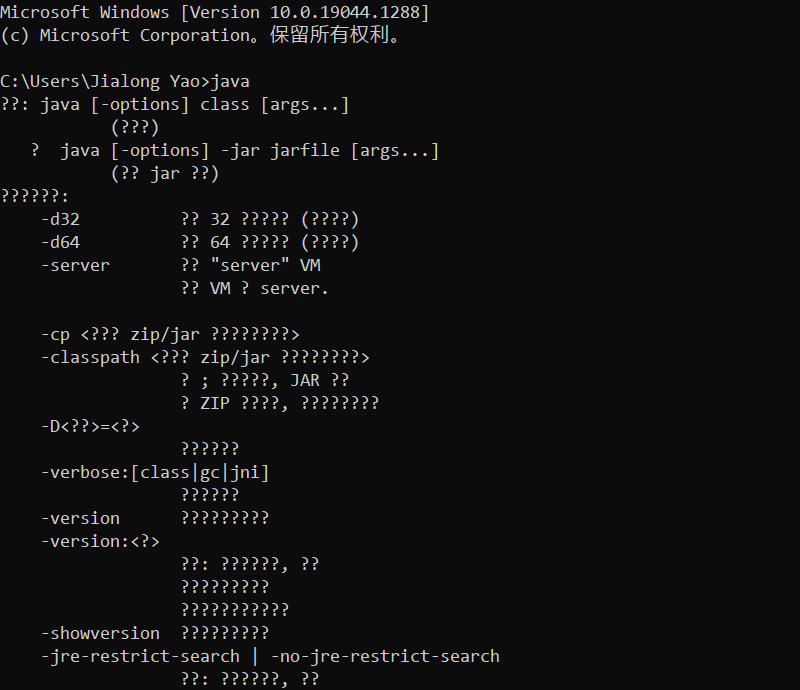 Microsoft Windows [Version 10.0.19044.1288]
(c) Microsoft Corporation。保留所有权利。
C:\Users\Jialong Yao>java
??: java [-options] class [args...]
(???)
? java [-options] -jar jarfile [args...]
(?? jar ??)
??????:
-d32 ?? 32 ????? (????)
-d64 ?? 64 ????? (????)
-server ?? "server" VM
?? VM ? server.
-cp <??? zip/jar ????????>
-classpath <??? zip/jar ????????>
? ; ?????, JAR ??
? ZIP ????, ????????
-D<??>=<?>
??????
-verbose:[class|gc|jni]
??????
-version ?????????
-version:<?>
??: ??????, ??
?????????
???????????
-showversion ?????????
-jre-restrict-search | -no-jre-restrict-search
??: ??????, ??